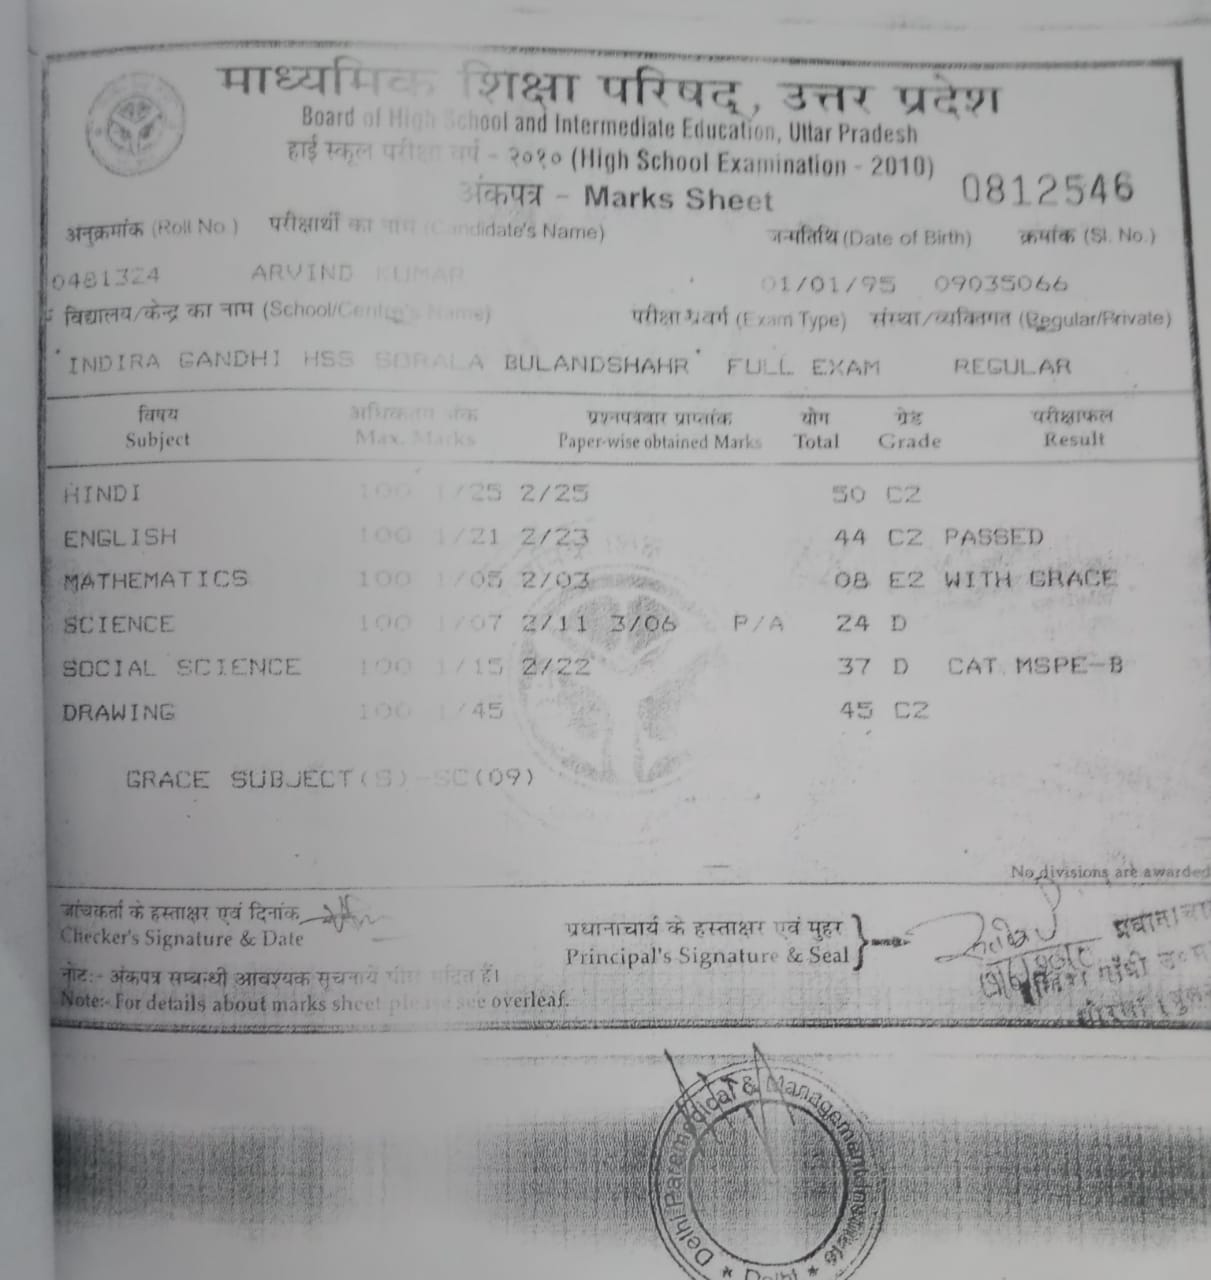 माध्यमिक शिक्षा परिषद्, उत्तर प्रदेश
Board of High School and Intermediate Education, Uttar Pradesh
हाई स्कूल परीक्षा वर्ष - २०१० (High School Examination - 2010)
अंकपत्र - Marks Sheet
0812546
अनुक्रमांक (Roll No.) परीक्षार्थी का नाम (Candidate's Name) जन्मतिथि (Date of Birth) क्रमांक (Sl. No.)
0481324 ARVIND KUMAR 01/01/95 09035066
विद्यालय/केन्द्र का नाम (School/Centre's Name) परीक्षा (Exam Type) संस्था/व्यक्तिगत (Regular/Private)
INDIRA GANDHI HSS SORALA BULANDSHAHR FULL EXAM REGULAR
विषय अधिकतम अंक प्रश्नपत्रवार प्राप्तांक योग ग्रेड परीक्षाफल
Subject Max. Marks Paper-wise obtained Marks Total Grade Result
HINDI 100 1/25 2/25 50 C2
ENGLISH 100 1/21 2/23 44 C2 PASSED
MATHEMATICS 100 1/05 2/03 08 E2 WITH GRACE
SCIENCE 100 1/07 2/11 3/06 P/A 24 D
SOCIAL SCIENCE 100 1/15 2/22 37 D CAT. MSPE-B
DRAWING 100 1/45 45 C2
GRACE SUBJECT(S)-SC(09)
No divisions are awarded
जांचकर्ता के हस्ताक्षर एवं दिनांक
Checker's Signature & Date
प्रधानाचार्य के हस्ताक्षर एवं मुहर
Principal's Signature & Seal
नोट:- अंकपत्र सम्बन्धी आवश्यक सूचनायें हैं।
Note:- For details about marks sheet please see overleaf.
Delhi Paramedical & Management Institute
★ Delhi ★